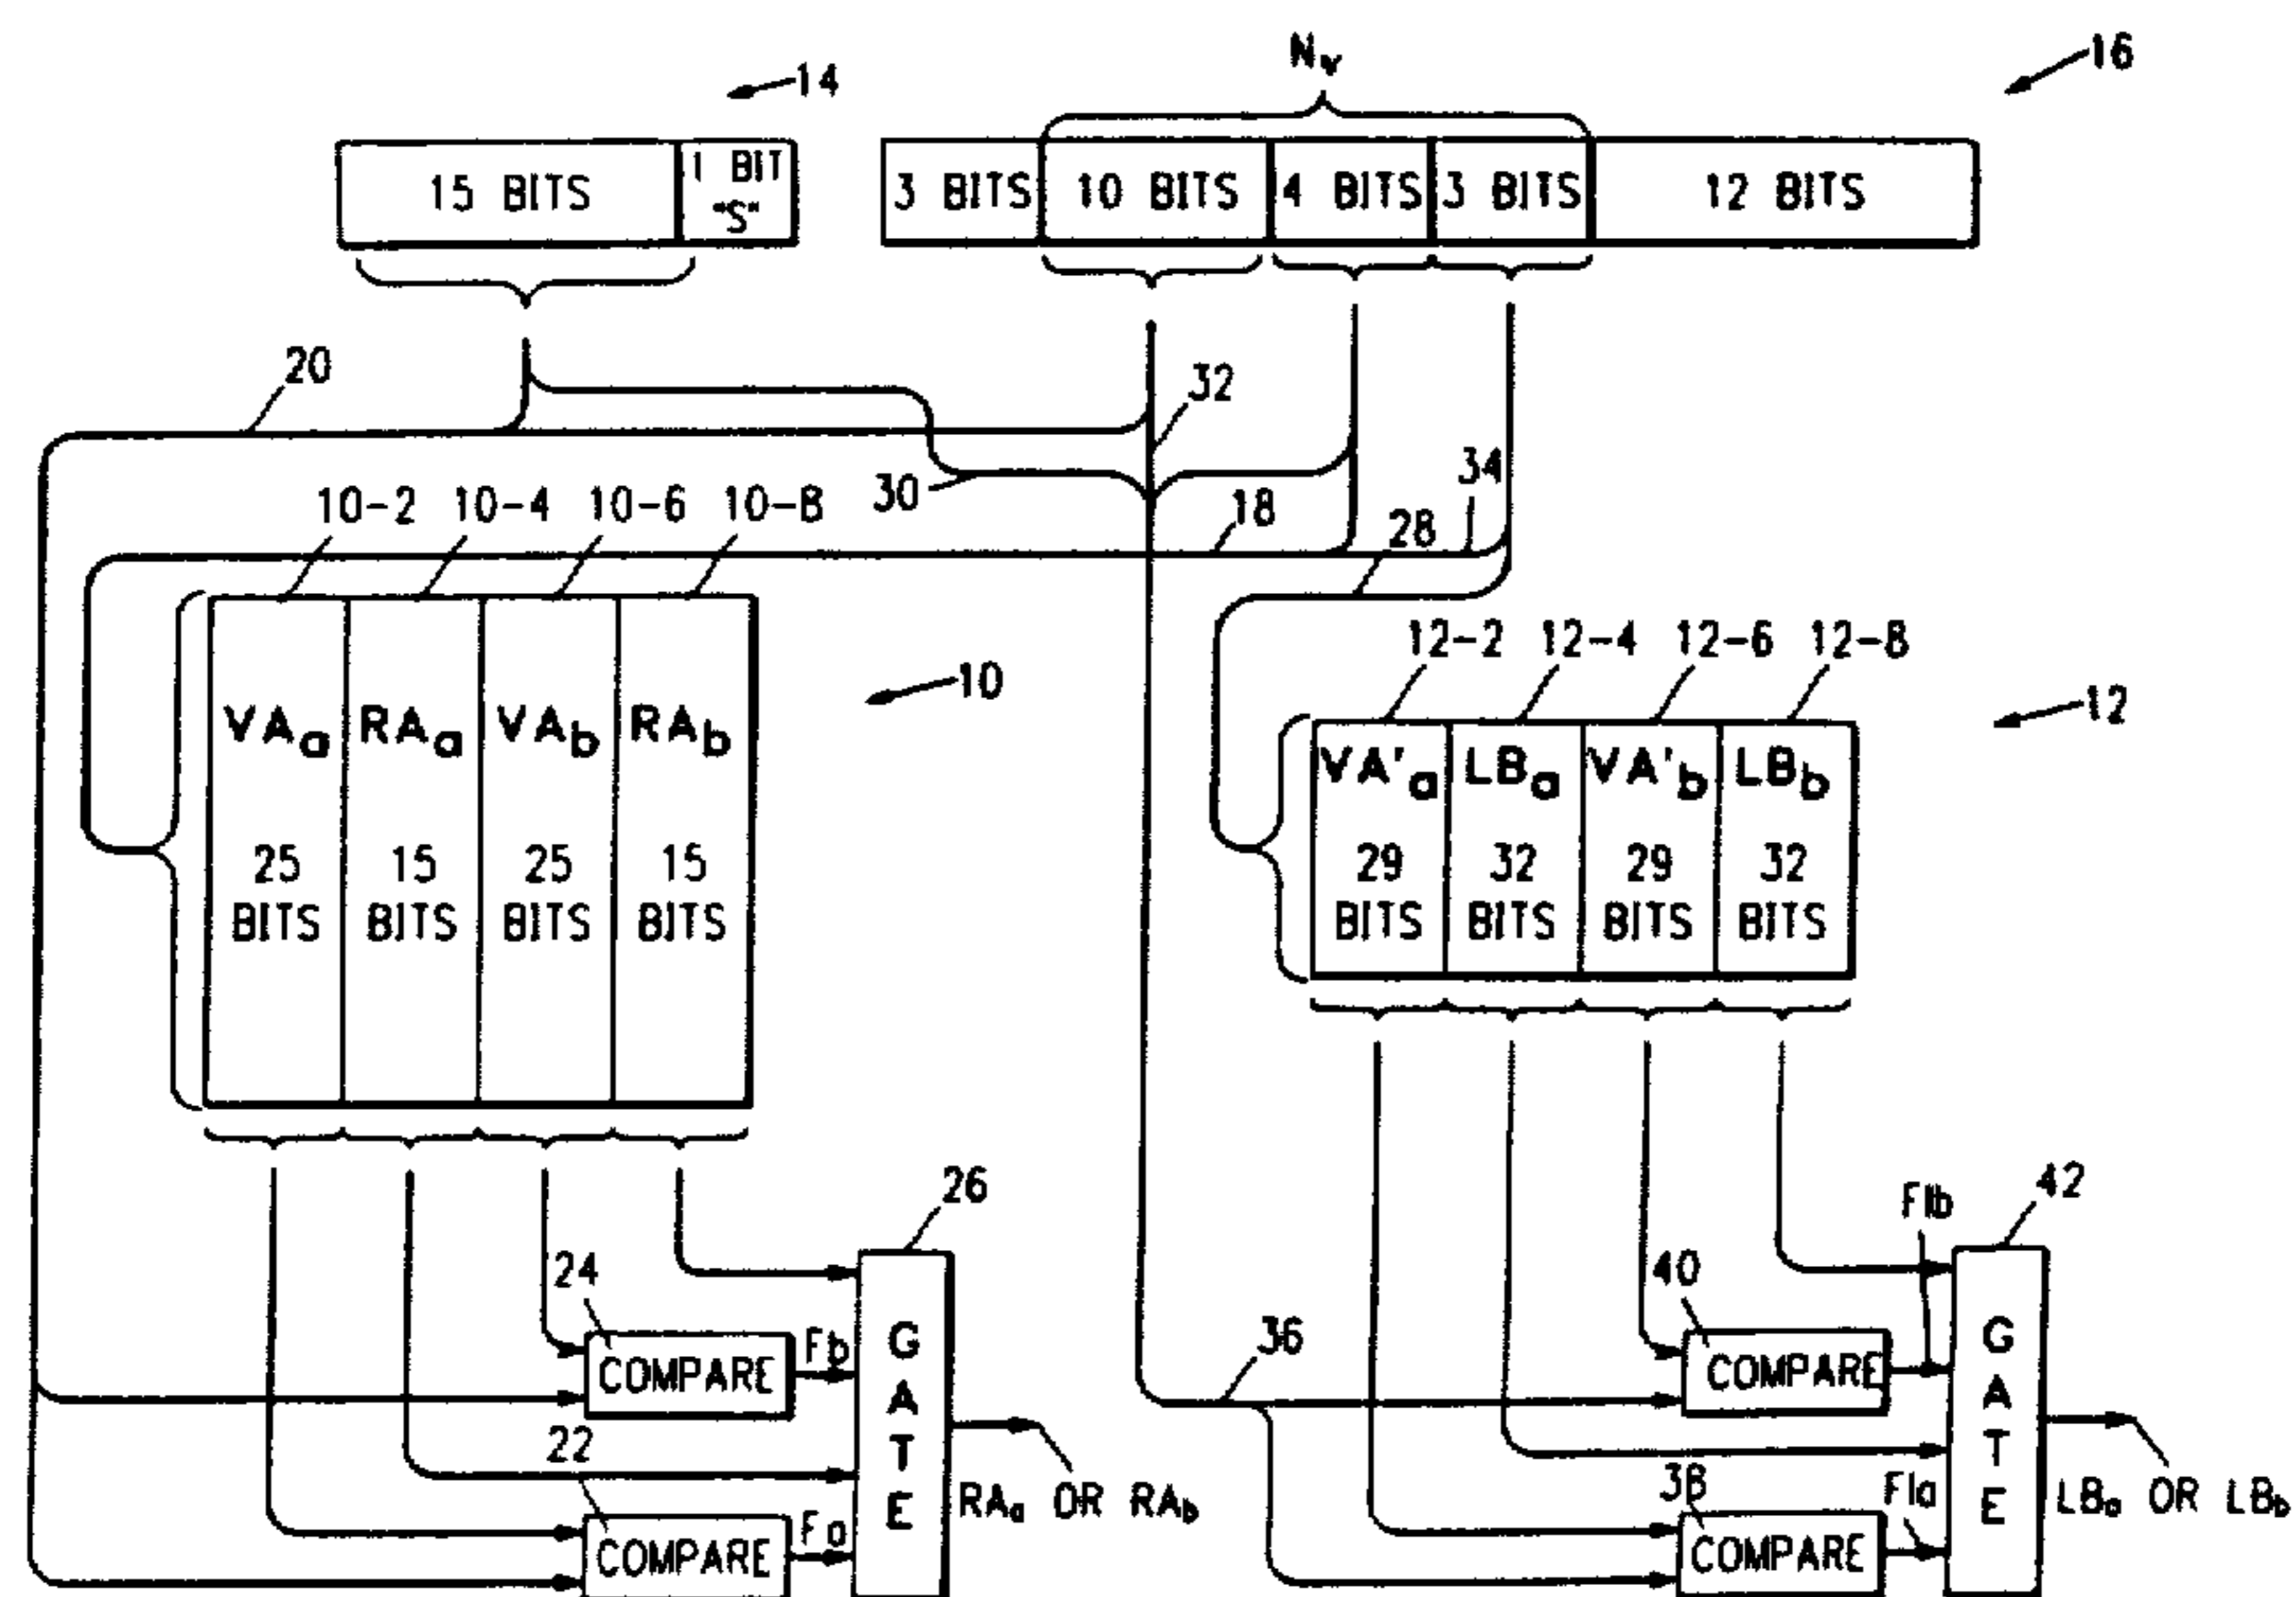 14
Nv
16
15 BITS
1 BIT
"S"
3 BITS
10 BITS
4 BITS
3 BITS
12 BITS
20
32
30
34
18
28
10-2
10-4
10-6
10-8
10
12-2
12-4
12-6
12-8
12
VAa
RAa
VAb
RAb
25 BITS
15 BITS
25 BITS
15 BITS
VA'a
LBa
VA'b
LBb
29 BITS
32 BITS
29 BITS
32 BITS
26
24
COMPARE
Fb
22
COMPARE
Fa
GATE
RAa OR RAb
36
42
FIb
40
COMPARE
38
COMPARE
FIa
GATE
LBa OR LBb